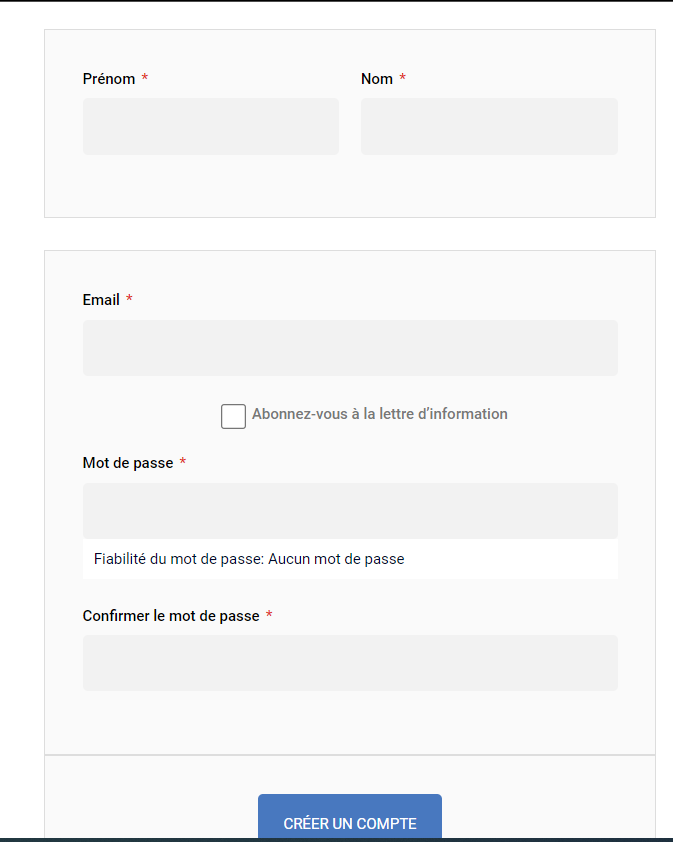 Prénom *
Nom *
Email *
Abonnez-vous à la lettre d’information
Mot de passe *
Fiabilité du mot de passe: Aucun mot de passe
Confirmer le mot de passe *
CRÉER UN COMPTE